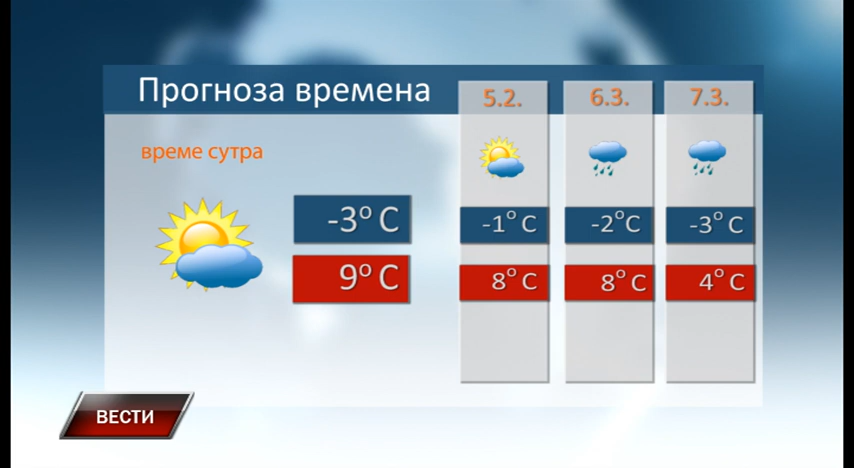 Прогноза времена
5.2.
6.3.
7.3.
време сутра
-3° C
9° C
-1° C
-2°C
-3° C
8° C
8° C
4° C
ВЕСТИ